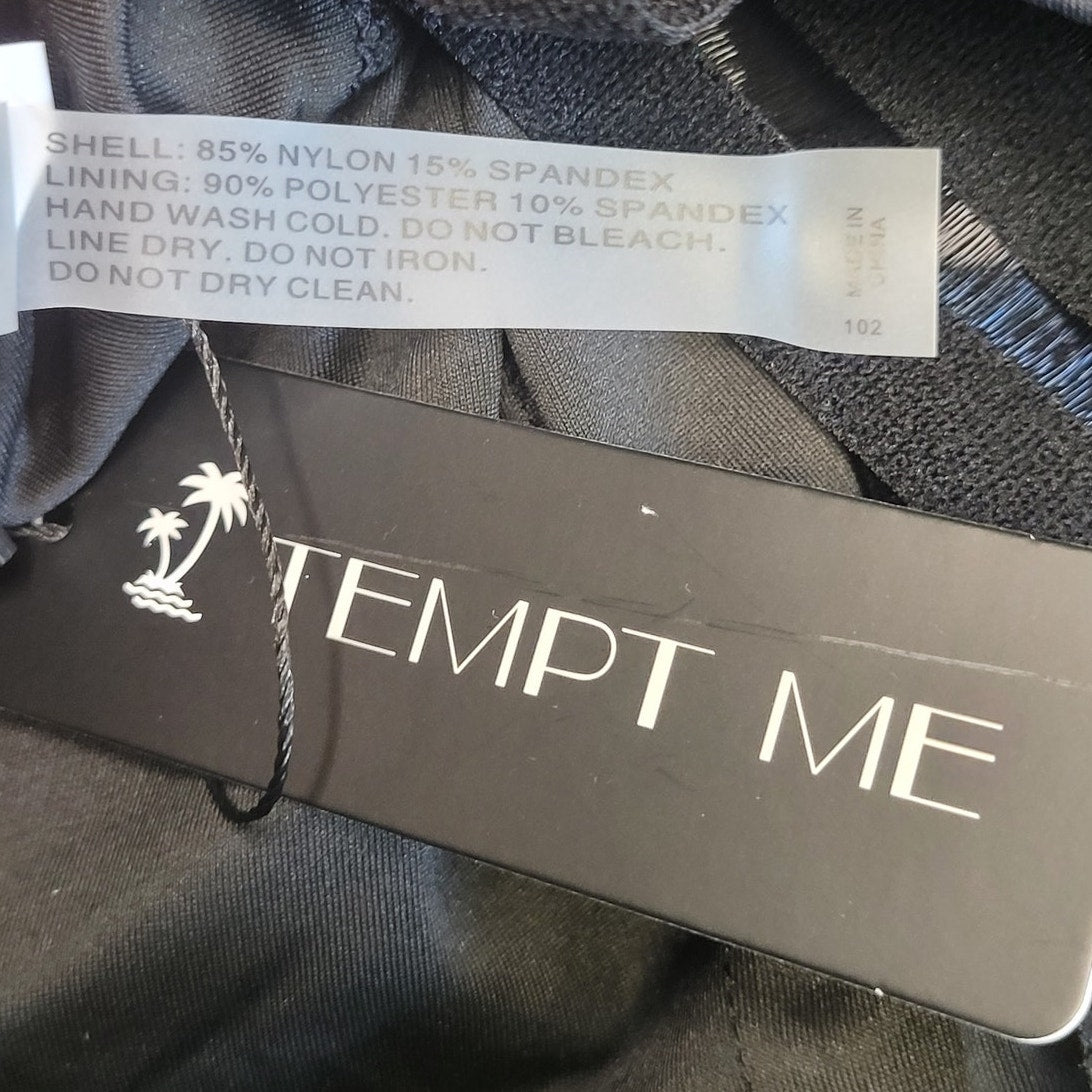 SHELL: 85% NYLON 15% SPANDEX
LINING: 90% POLYESTER 10% SPANDEX
HAND WASH COLD. DO NOT BLEACH.
LINE DRY. DO NOT IRON.
DO NOT DRY CLEAN.
MADE IN
CHINA
102
TEMPT ME